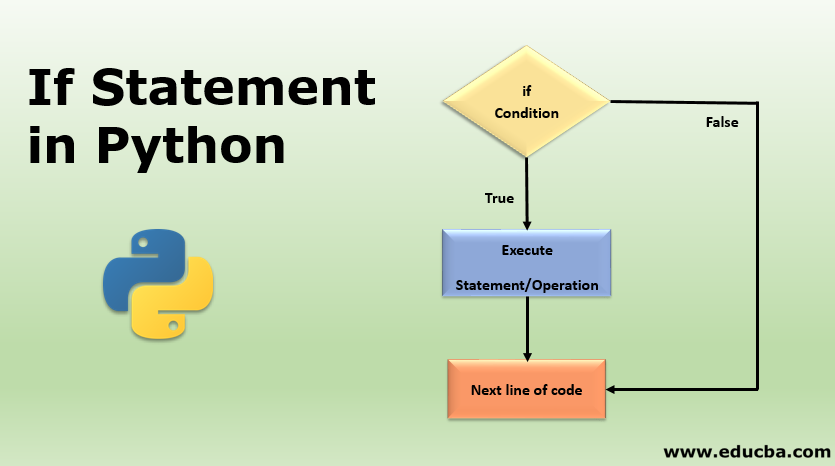 If Statement
in Python
if
Condition
False
True
Execute
Statement/Operation
Next line of code
www.educba.com